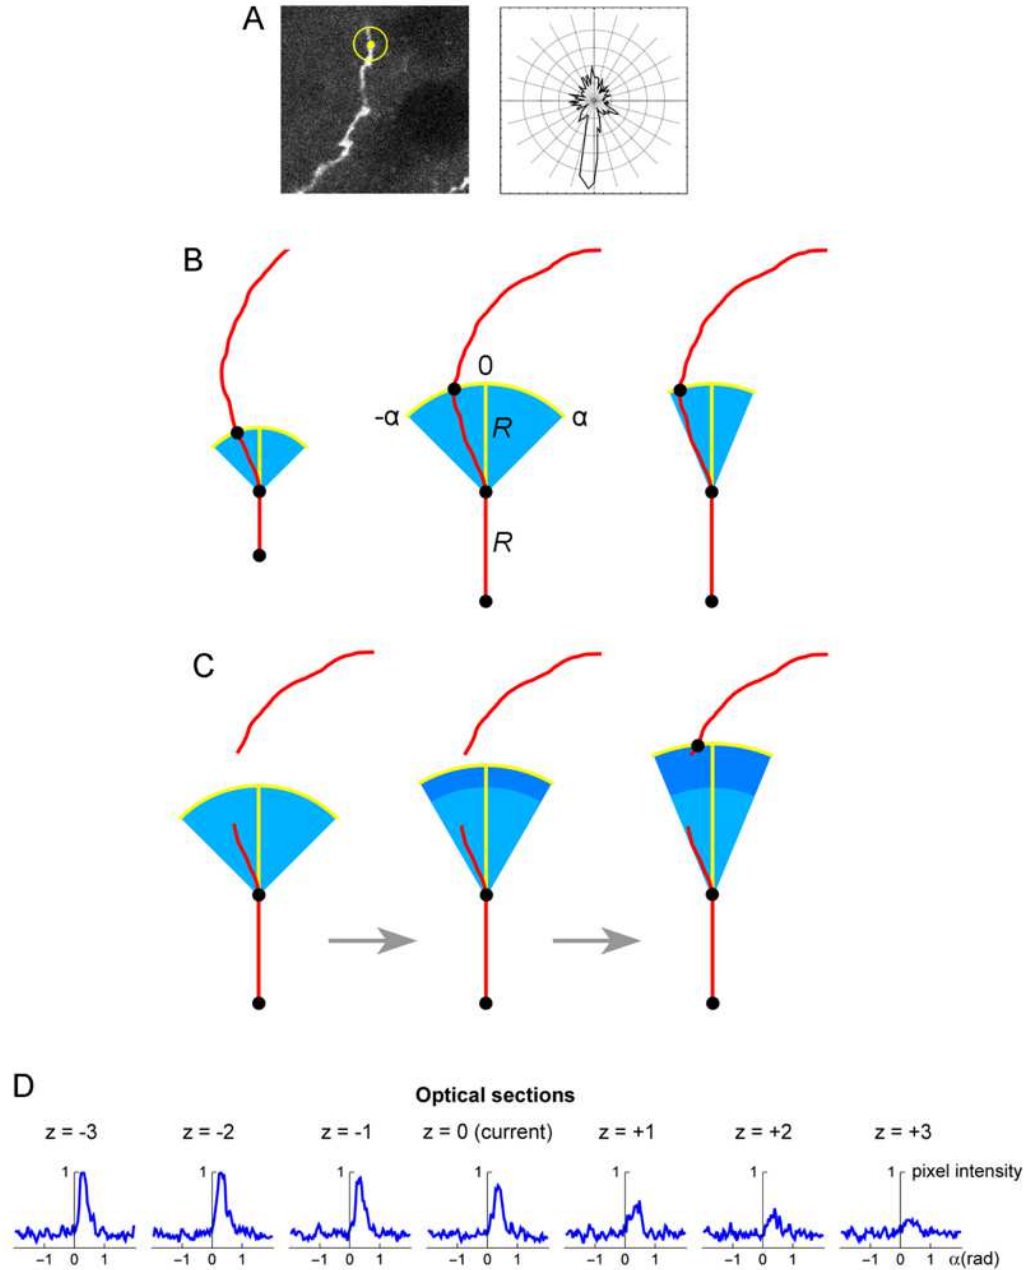 A
B
0
-α
α
R
R
C
D
Optical sections
z = -3
z = -2
z = -1
z = 0 (current)
z = +1
z = +2
z = +3
1
1
1
1
1
1
1
pixel intensity
−1 0 1
−1 0 1
−1 0 1
−1 0 1
−1 0 1
−1 0 1
−1 0 1
α(rad)